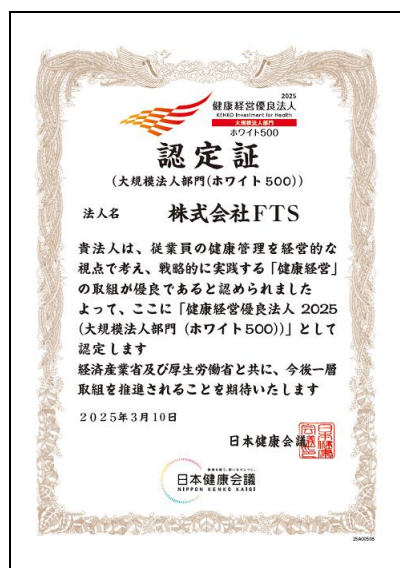 2025
健康経営優良法人
KENKO Investment for Health
大規模法人部門
ホワイト500
認定証
(大規模法人部門(ホワイト500))
法人名 株式会社FTS
貴法人は、従業員の健康管理を経営的な
視点で考え、戦略的に実践する「健康経営」
の取組が優良であると認められました
よって、ここに「健康経営優良法人 2025
(大規模法人部門 (ホワイト500))」として
認定します
経済産業省及び厚生労働省と共に、今後一層
取組を推進されることを期待いたします
2025年3月10日
日本健康会議
日本健康会議
NIPPON KENKO KAIGI